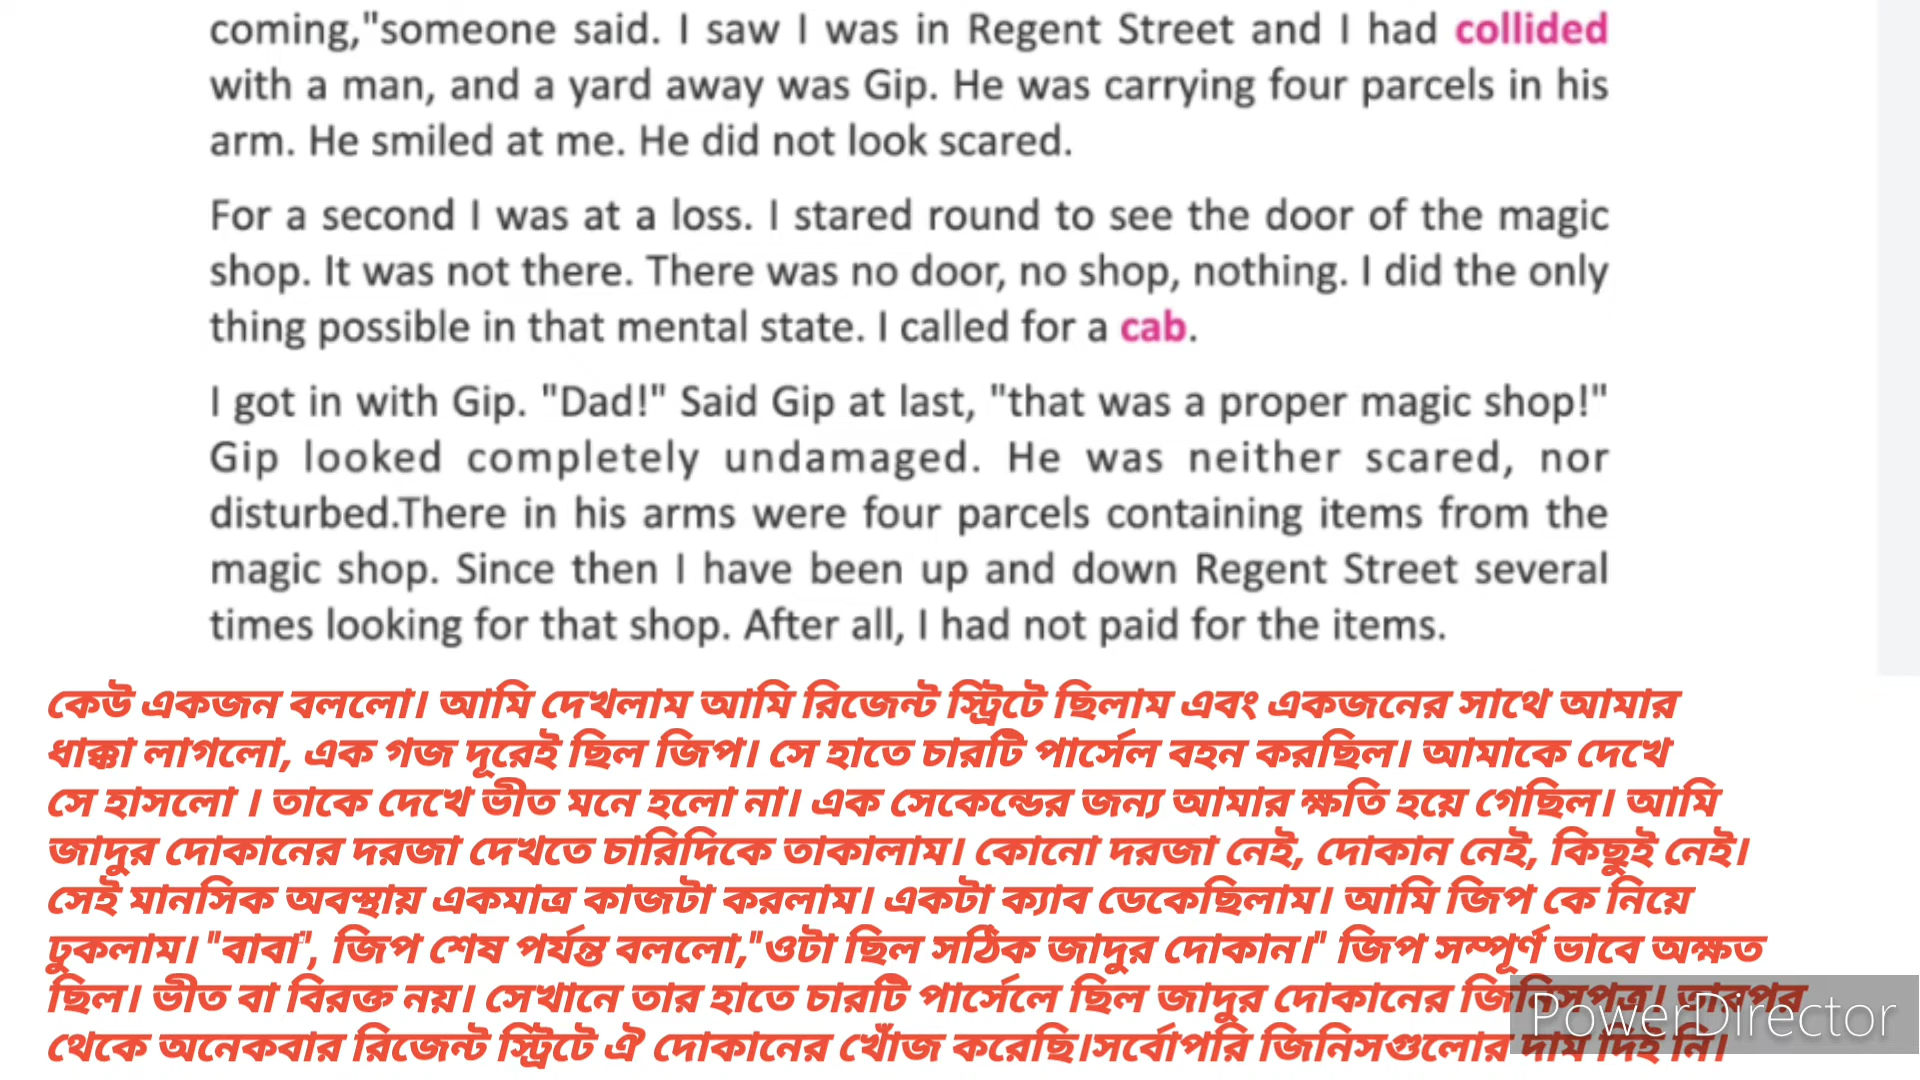 coming,"someone said. I saw I was in Regent Street and I had collided
with a man, and a yard away was Gip. He was carrying four parcels in his
arm. He smiled at me. He did not look scared.
For a second I was at a loss. I stared round to see the door of the magic
shop. It was not there. There was no door, no shop, nothing. I did the only
thing possible in that mental state. I called for a cab.
I got in with Gip. "Dad!" Said Gip at last, "that was a proper magic shop!"
Gip looked completely undamaged. He was neither scared, nor
disturbed.There in his arms were four parcels containing items from the
magic shop. Since then I have been up and down Regent Street several
times looking for that shop. After all, I had not paid for the items.
কেউ একজন বললো। আমি দেখলাম আমি রিজেন্ট স্ট্রিটে ছিলাম এবং একজনের সাথে আমার
ধাক্কা লাগলো, এক গজ দূরেই ছিল জিপ। সে হাতে চারটি পার্সেল বহন করছিল। আমাকে দেখে
সে হাসলো । তাকে দেখে ভীত মনে হলো না। এক সেকেন্ডের জন্য আমার ক্ষতি হয়ে গেছিল। আমি
জাদুর দোকানের দরজা দেখতে চারিদিকে তাকালাম। কোনো দরজা নেই, দোকান নেই, কিছুই নেই।
সেই মানসিক অবস্থায় একমাত্র কাজটা করলাম। একটা ক্যাব ডেকেছিলাম। আমি জিপ কে নিয়ে
ঢুকলাম। "বাবা", জিপ শেষ পর্যন্ত বললো,"ওটা ছিল সঠিক জাদুর দোকান।" জিপ সম্পূর্ণ ভাবে অক্ষত
ছিল। ভীত বা বিরক্ত নয়। সেখানে তার হাতে চারটি পার্সেলে ছিল জাদুর দোকানের জিনিসপত্র। তারপর
থেকে অনেকবার রিজেন্ট স্ট্রিটে ঐ দোকানের খোঁজ করেছি।সর্বোপরি জিনিসগুলোর দাম দিই নি।
PowerDirector